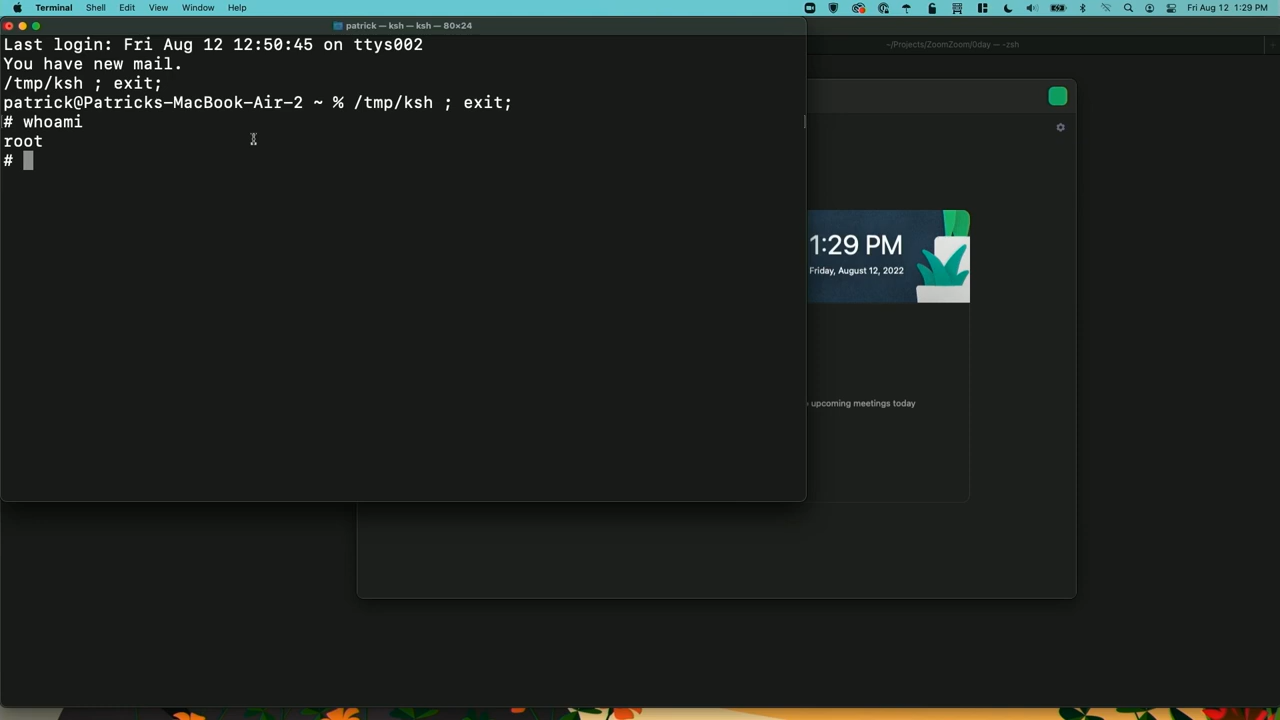 Terminal Shell Edit View Window Help
Fri Aug 12 1:29 PM
patrick — ksh — ksh — 80×24
~/Projects/ZoomZoom/0day — -zsh
Last login: Fri Aug 12 12:50:45 on ttys002
You have new mail.
/tmp/ksh ; exit;
patrick@Patricks-MacBook-Air-2 ~ % /tmp/ksh ; exit;
# whoami
root
#
1:29 PM
Friday, August 12, 2022
upcoming meetings today